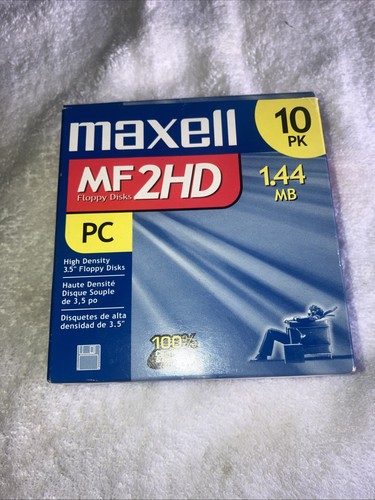 maxell
10
PK
MF 2HD
Floppy Disks
1.44
MB
PC
High Density
3.5" Floppy Disks
Haute Densité
Disque Souple
de 3,5 po
Disquetes de alta
densidad de 3.5"
100%